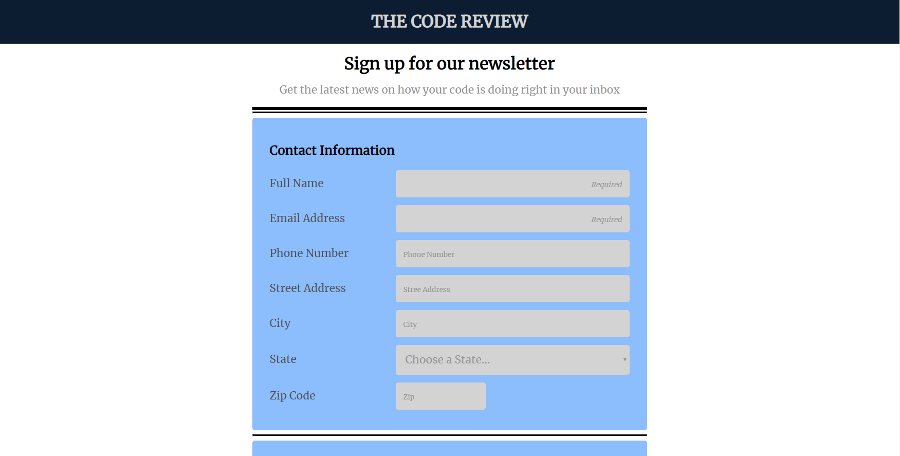 THE CODE REVIEW
Sign up for our newsletter
Get the latest news on how your code is doing right in your inbox
Contact Information
Full Name
Required
Email Address
Required
Phone Number
Phone Number
Street Address
Stree Address
City
City
State
Choose a State...
Zip Code
Zip